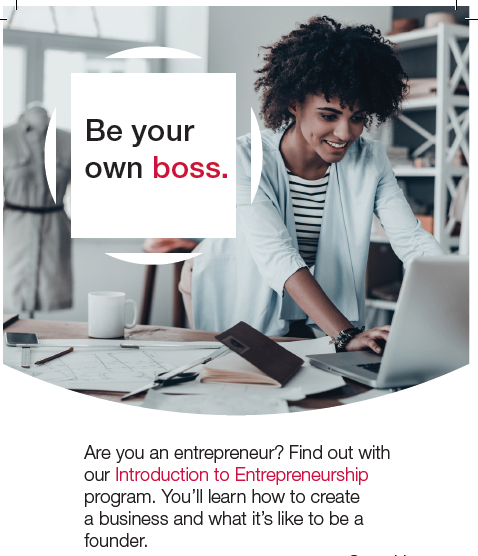 Be your
own boss.
Are you an entrepreneur? Find out with
our Introduction to Entrepreneurship
program. You’ll learn how to create
a business and what it’s like to be a
founder.